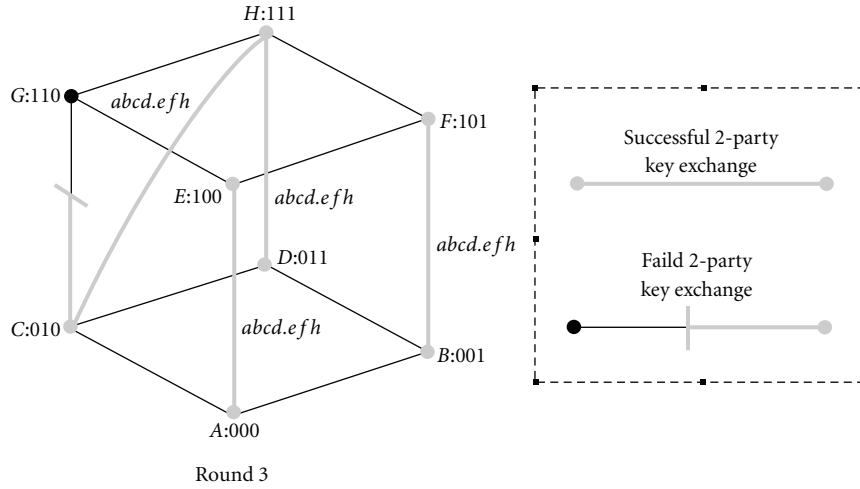 H:111
G:110
abcd.efh
F:101
E:100
abcd.efh
D:011
abcd.efh
C:010
abcd.efh
B:001
A:000
Round 3
Successful 2-party
key exchange
Faild 2-party
key exchange